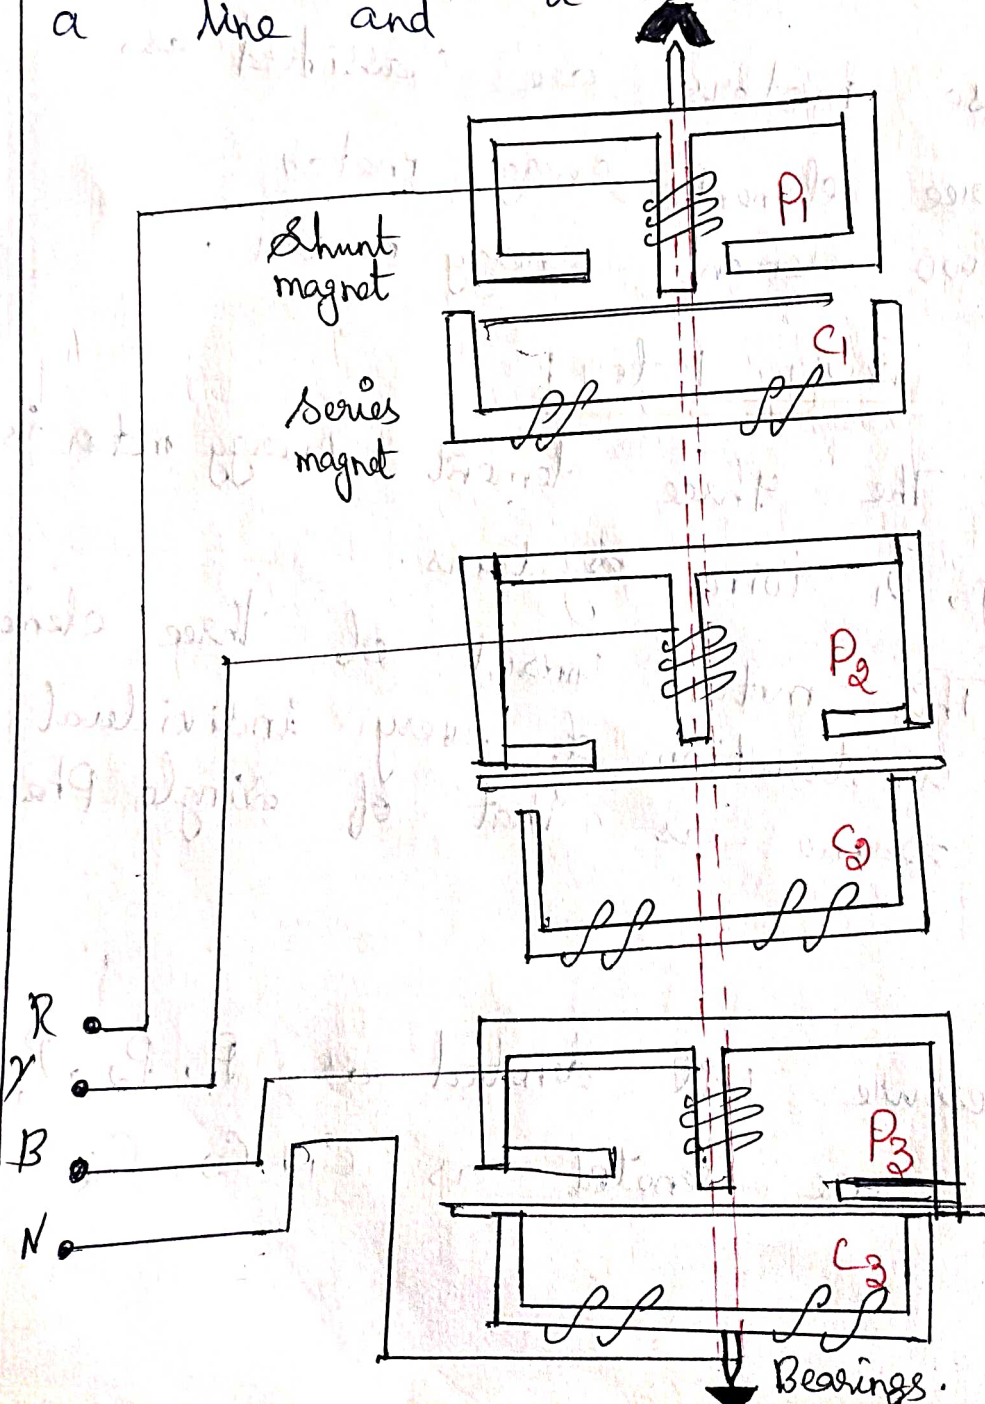 a line and a
P1
Shunt
magnet
C1
Series
magnet
P2
C2
R
Y
B
P3
N
C3
Bearings.